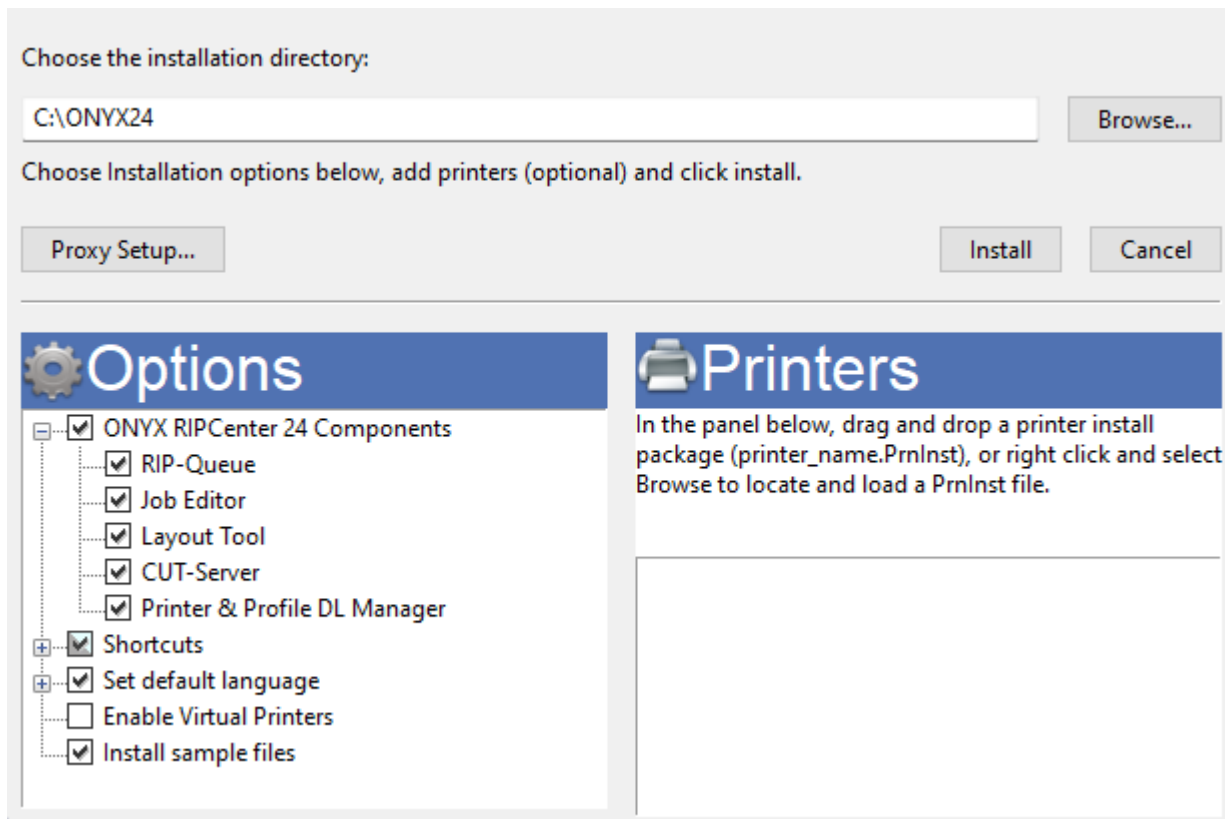 Choose the installation directory:
C:\ONYX24
Browse...
Choose Installation options below, add printers (optional) and click install.
Proxy Setup...
Install
Cancel
Options
ONYX RIPCenter 24 Components
RIP-Queue
Job Editor
Layout Tool
CUT-Server
Printer & Profile DL Manager
Shortcuts
Set default language
Enable Virtual Printers
Install sample files
Printers
In the panel below, drag and drop a printer install
package (printer_name.PrnInst), or right click and select
Browse to locate and load a PrnInst file.